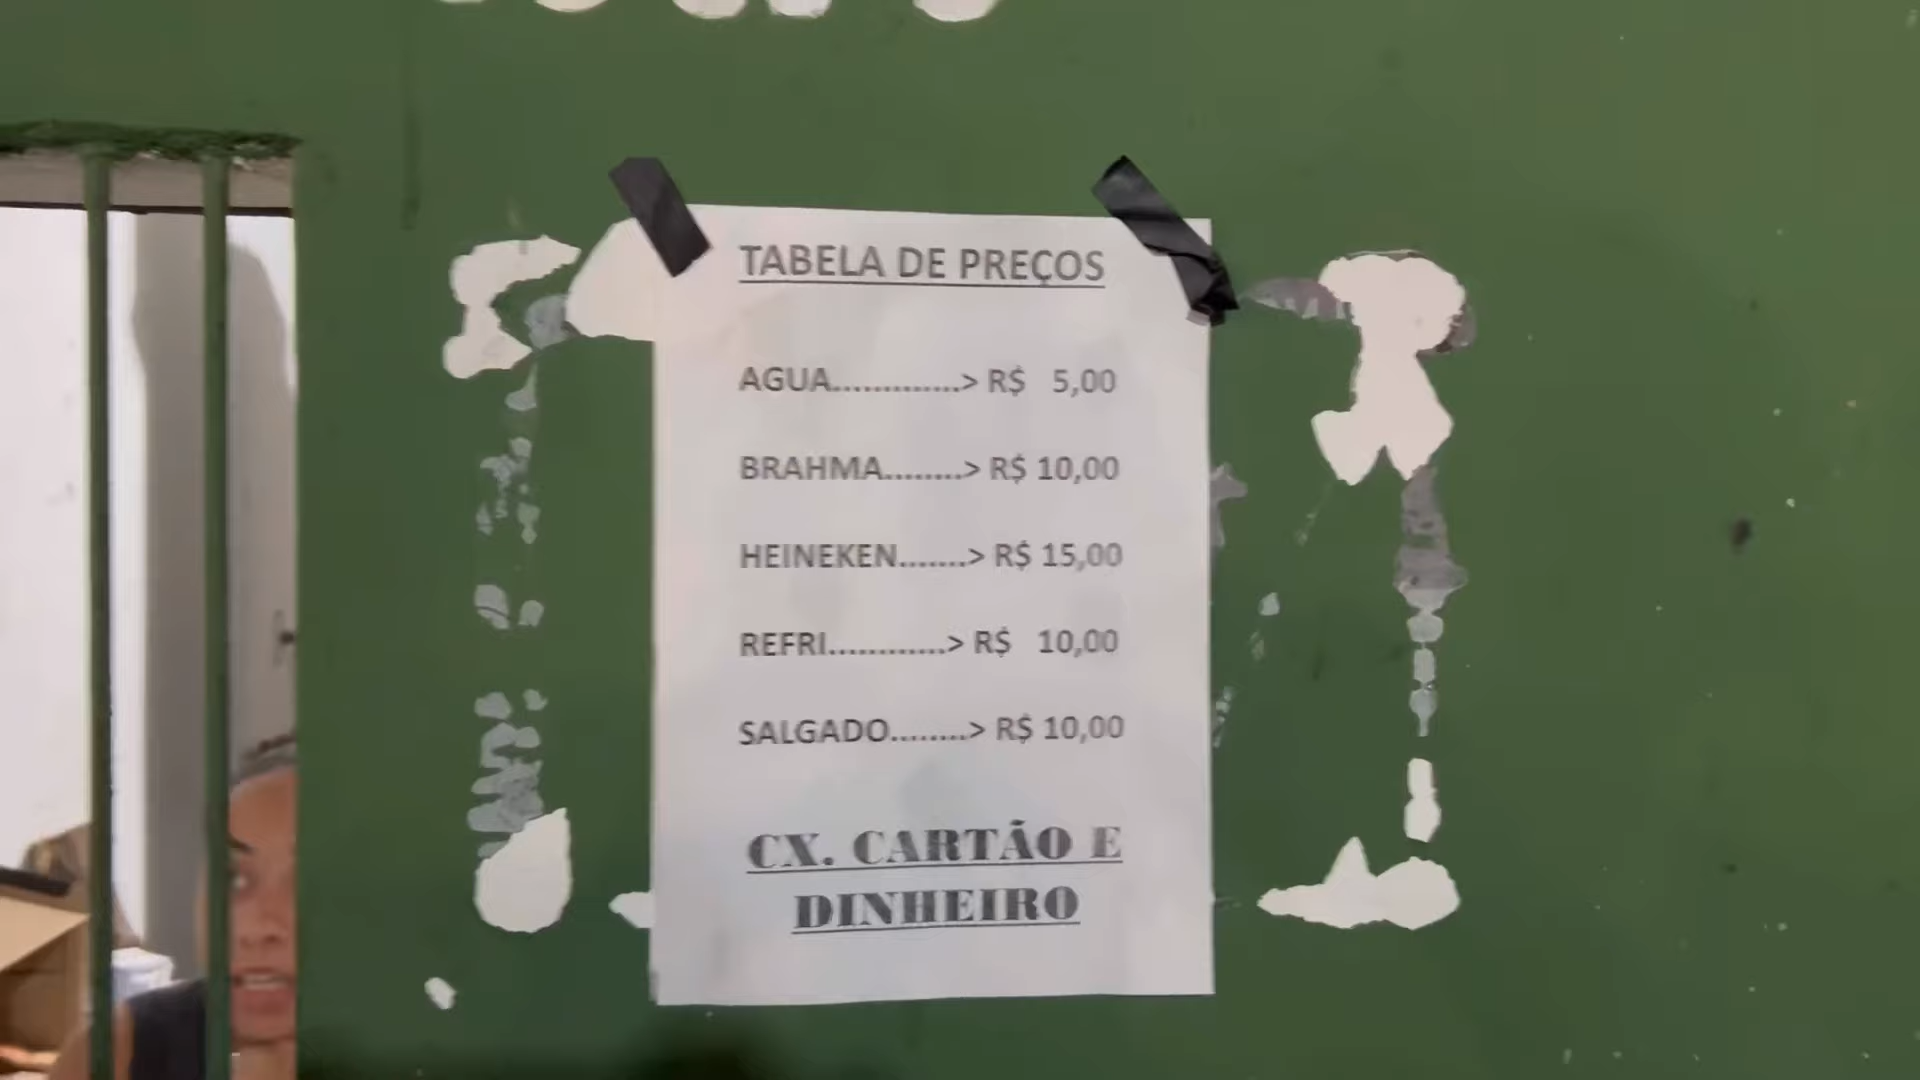 TABELA DE PREÇOS
AGUA.............> R$ 5,00
BRAHMA........> R$ 10,00
HEINEKEN.......> R$ 15,00
REFRI............> R$ 10,00
SALGADO........> R$ 10,00
CX. CARTÃO E
DINHEIRO